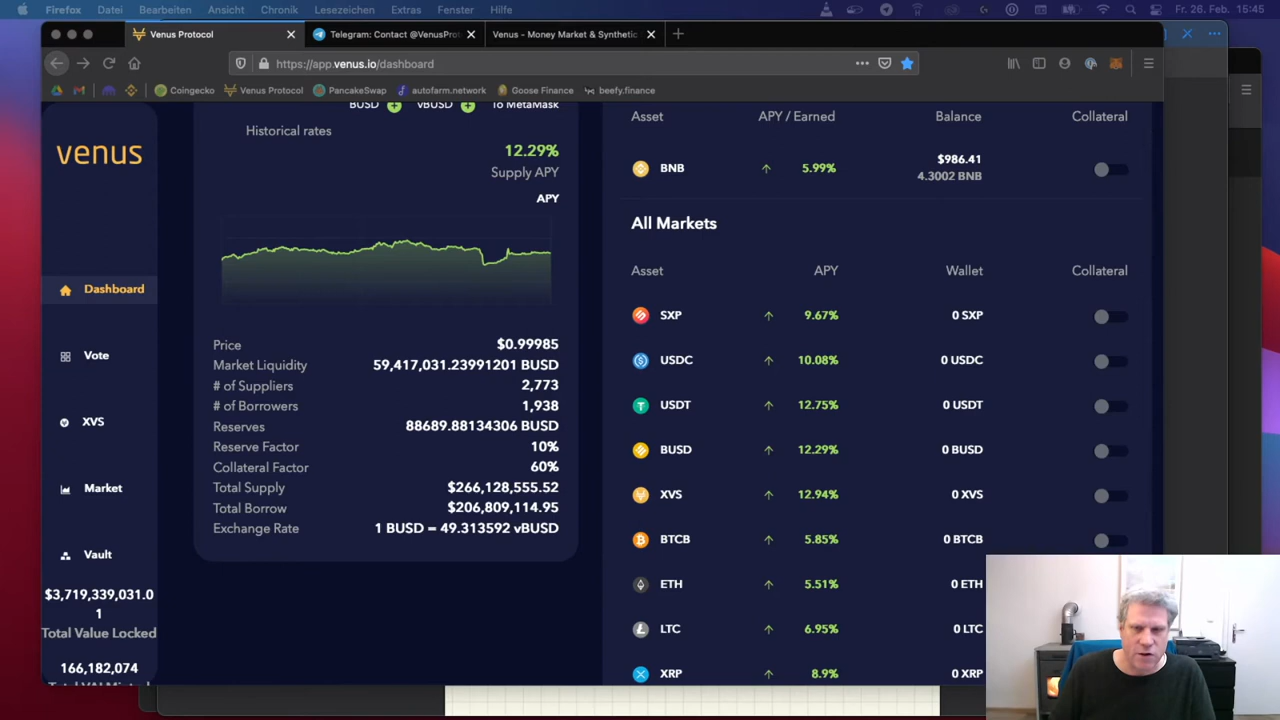 Firefox Datei Bearbeiten Ansicht Chronik Lesezeichen Extras Fenster Hilfe Fr. 26. Feb. 15:45
Venus Protocol Telegram: Contact @VenusProt Venus – Money Market & Synthetic
https://app.venus.io/dashboard
Coingecko Venus Protocol PancakeSwap autofarm.network Goose Finance beefy.finance
venus
Dashboard
Vote
XVS
Market
Vault
$3,719,339,031.0
1
Total Value Locked
166,182,074
Total VAI Minted
BUSD vBUSD To MetaMask
Historical rates
12.29%
Supply APY
APY
Price $0.99985
Market Liquidity 59,417,031.23991201 BUSD
# of Suppliers 2,773
# of Borrowers 1,938
Reserves 88689.88134306 BUSD
Reserve Factor 10%
Collateral Factor 60%
Total Supply $266,128,555.52
Total Borrow $206,809,114.95
Exchange Rate 1 BUSD = 49.313592 vBUSD
Asset APY / Earned Balance Collateral
BNB 5.99% $986.41
4.3002 BNB
All Markets
Asset APY Wallet Collateral
SXP 9.67% 0 SXP
USDC 10.08% 0 USDC
USDT 12.75% 0 USDT
BUSD 12.29% 0 BUSD
XVS 12.94% 0 XVS
BTCB 5.85% 0 BTCB
ETH 5.51% 0 ETH
LTC 6.95% 0 LTC
XRP 8.9% 0 XRP